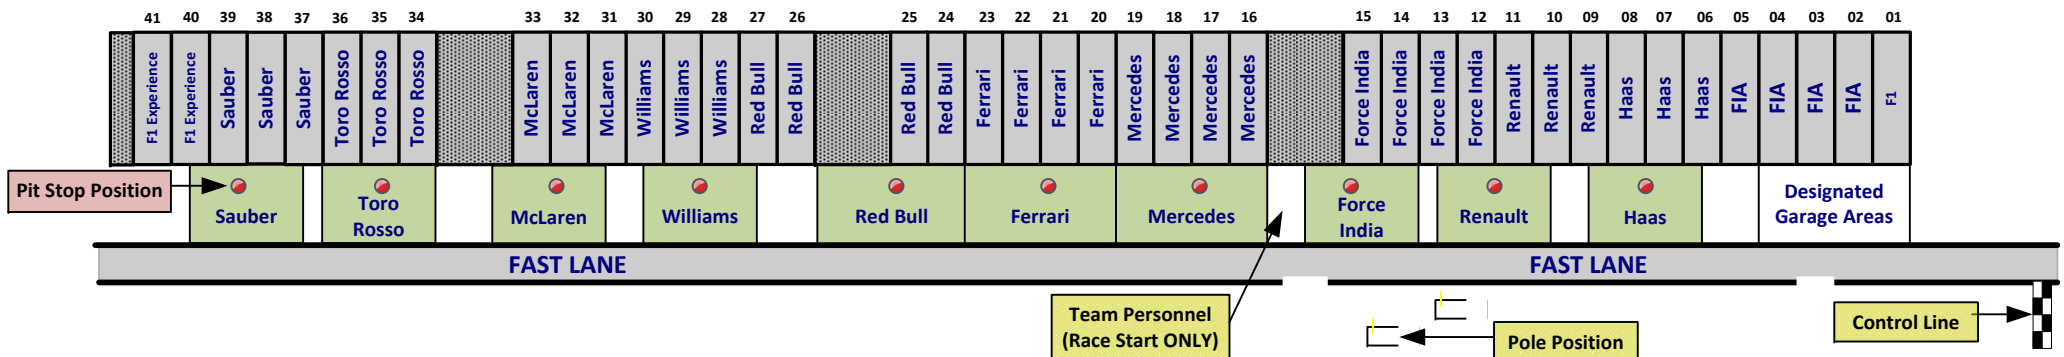 41 40 39 38 37 36 35 34 33 32 31 30 29 28 27 26 25 24 23 22 21 20 19 18 17 16 15 14 13 12 11 10 09 08 07 06 05 04 03 02 01
F1 Experience
F1 Experience
Sauber
Sauber
Sauber
Toro Rosso
Toro Rosso
Toro Rosso
McLaren
McLaren
McLaren
Williams
Williams
Williams
Red Bull
Red Bull
Red Bull
Red Bull
Ferrari
Ferrari
Ferrari
Ferrari
Mercedes
Mercedes
Mercedes
Mercedes
Force India
Force India
Force India
Force India
Renault
Renault
Renault
Haas
Haas
Haas
FIA
FIA
FIA
FIA
F1
Pit Stop Position
Sauber
Toro
Rosso
McLaren
Williams
Red Bull
Ferrari
Mercedes
Force
India
Renault
Haas
Designated
Garage Areas
FAST LANE
FAST LANE
Team Personnel
(Race Start ONLY)
Pole Position
Control Line